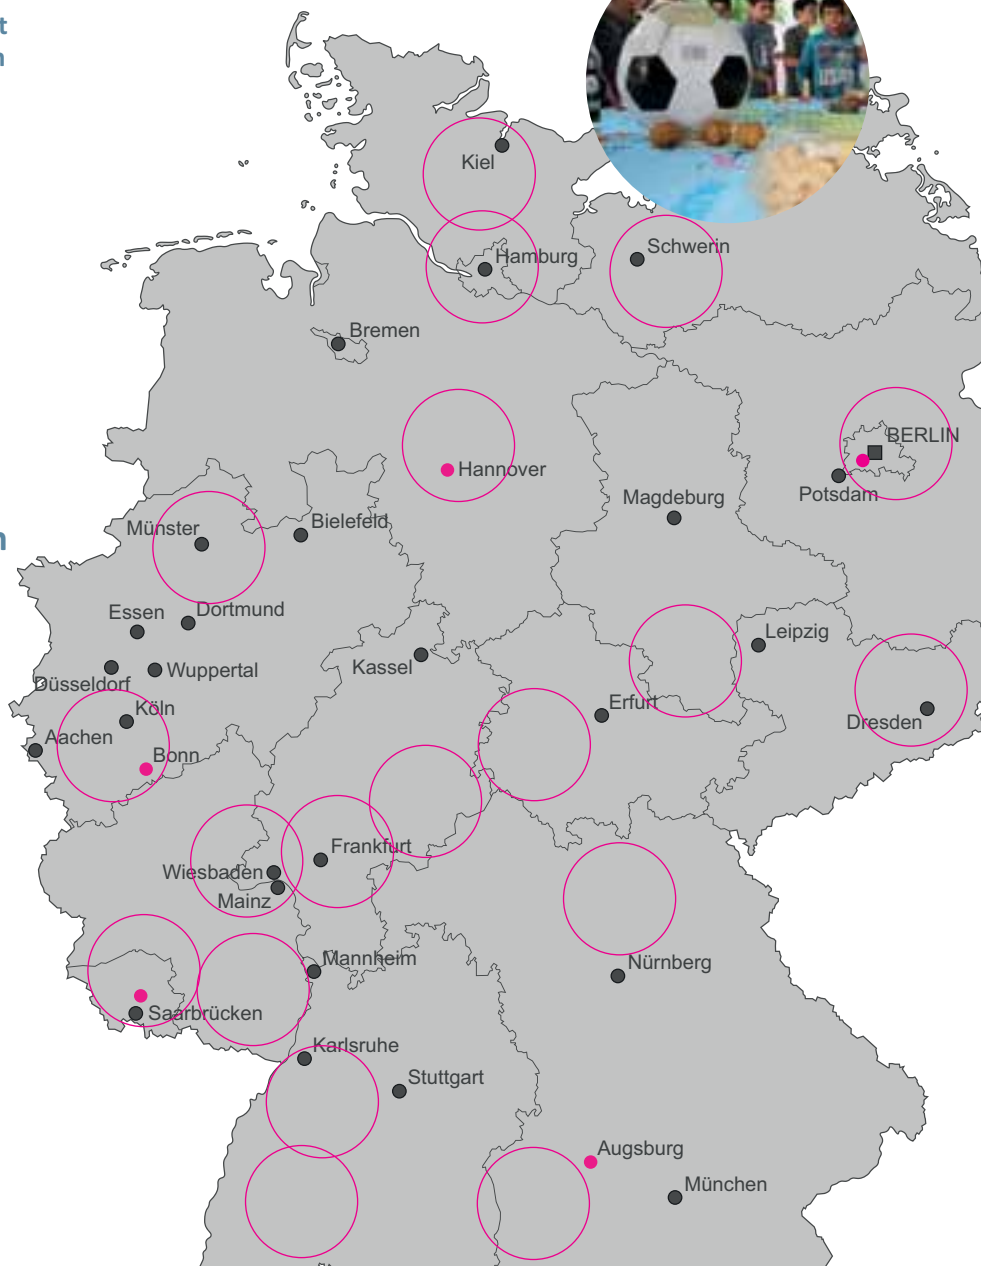 t
n
Kiel
Hamburg
Schwerin
Bremen
BERLIN
Hannover
Potsdam
Magdeburg
Münster
Bielefeld
n
Essen
Dortmund
Leipzig
Kassel
Düsseldorf
Wuppertal
Köln
Erfurt
Dresden
Aachen
Bonn
Frankfurt
Wiesbaden
Mainz
Mannheim
Nürnberg
Saarbrücken
Karlsruhe
Stuttgart
Augsburg
München